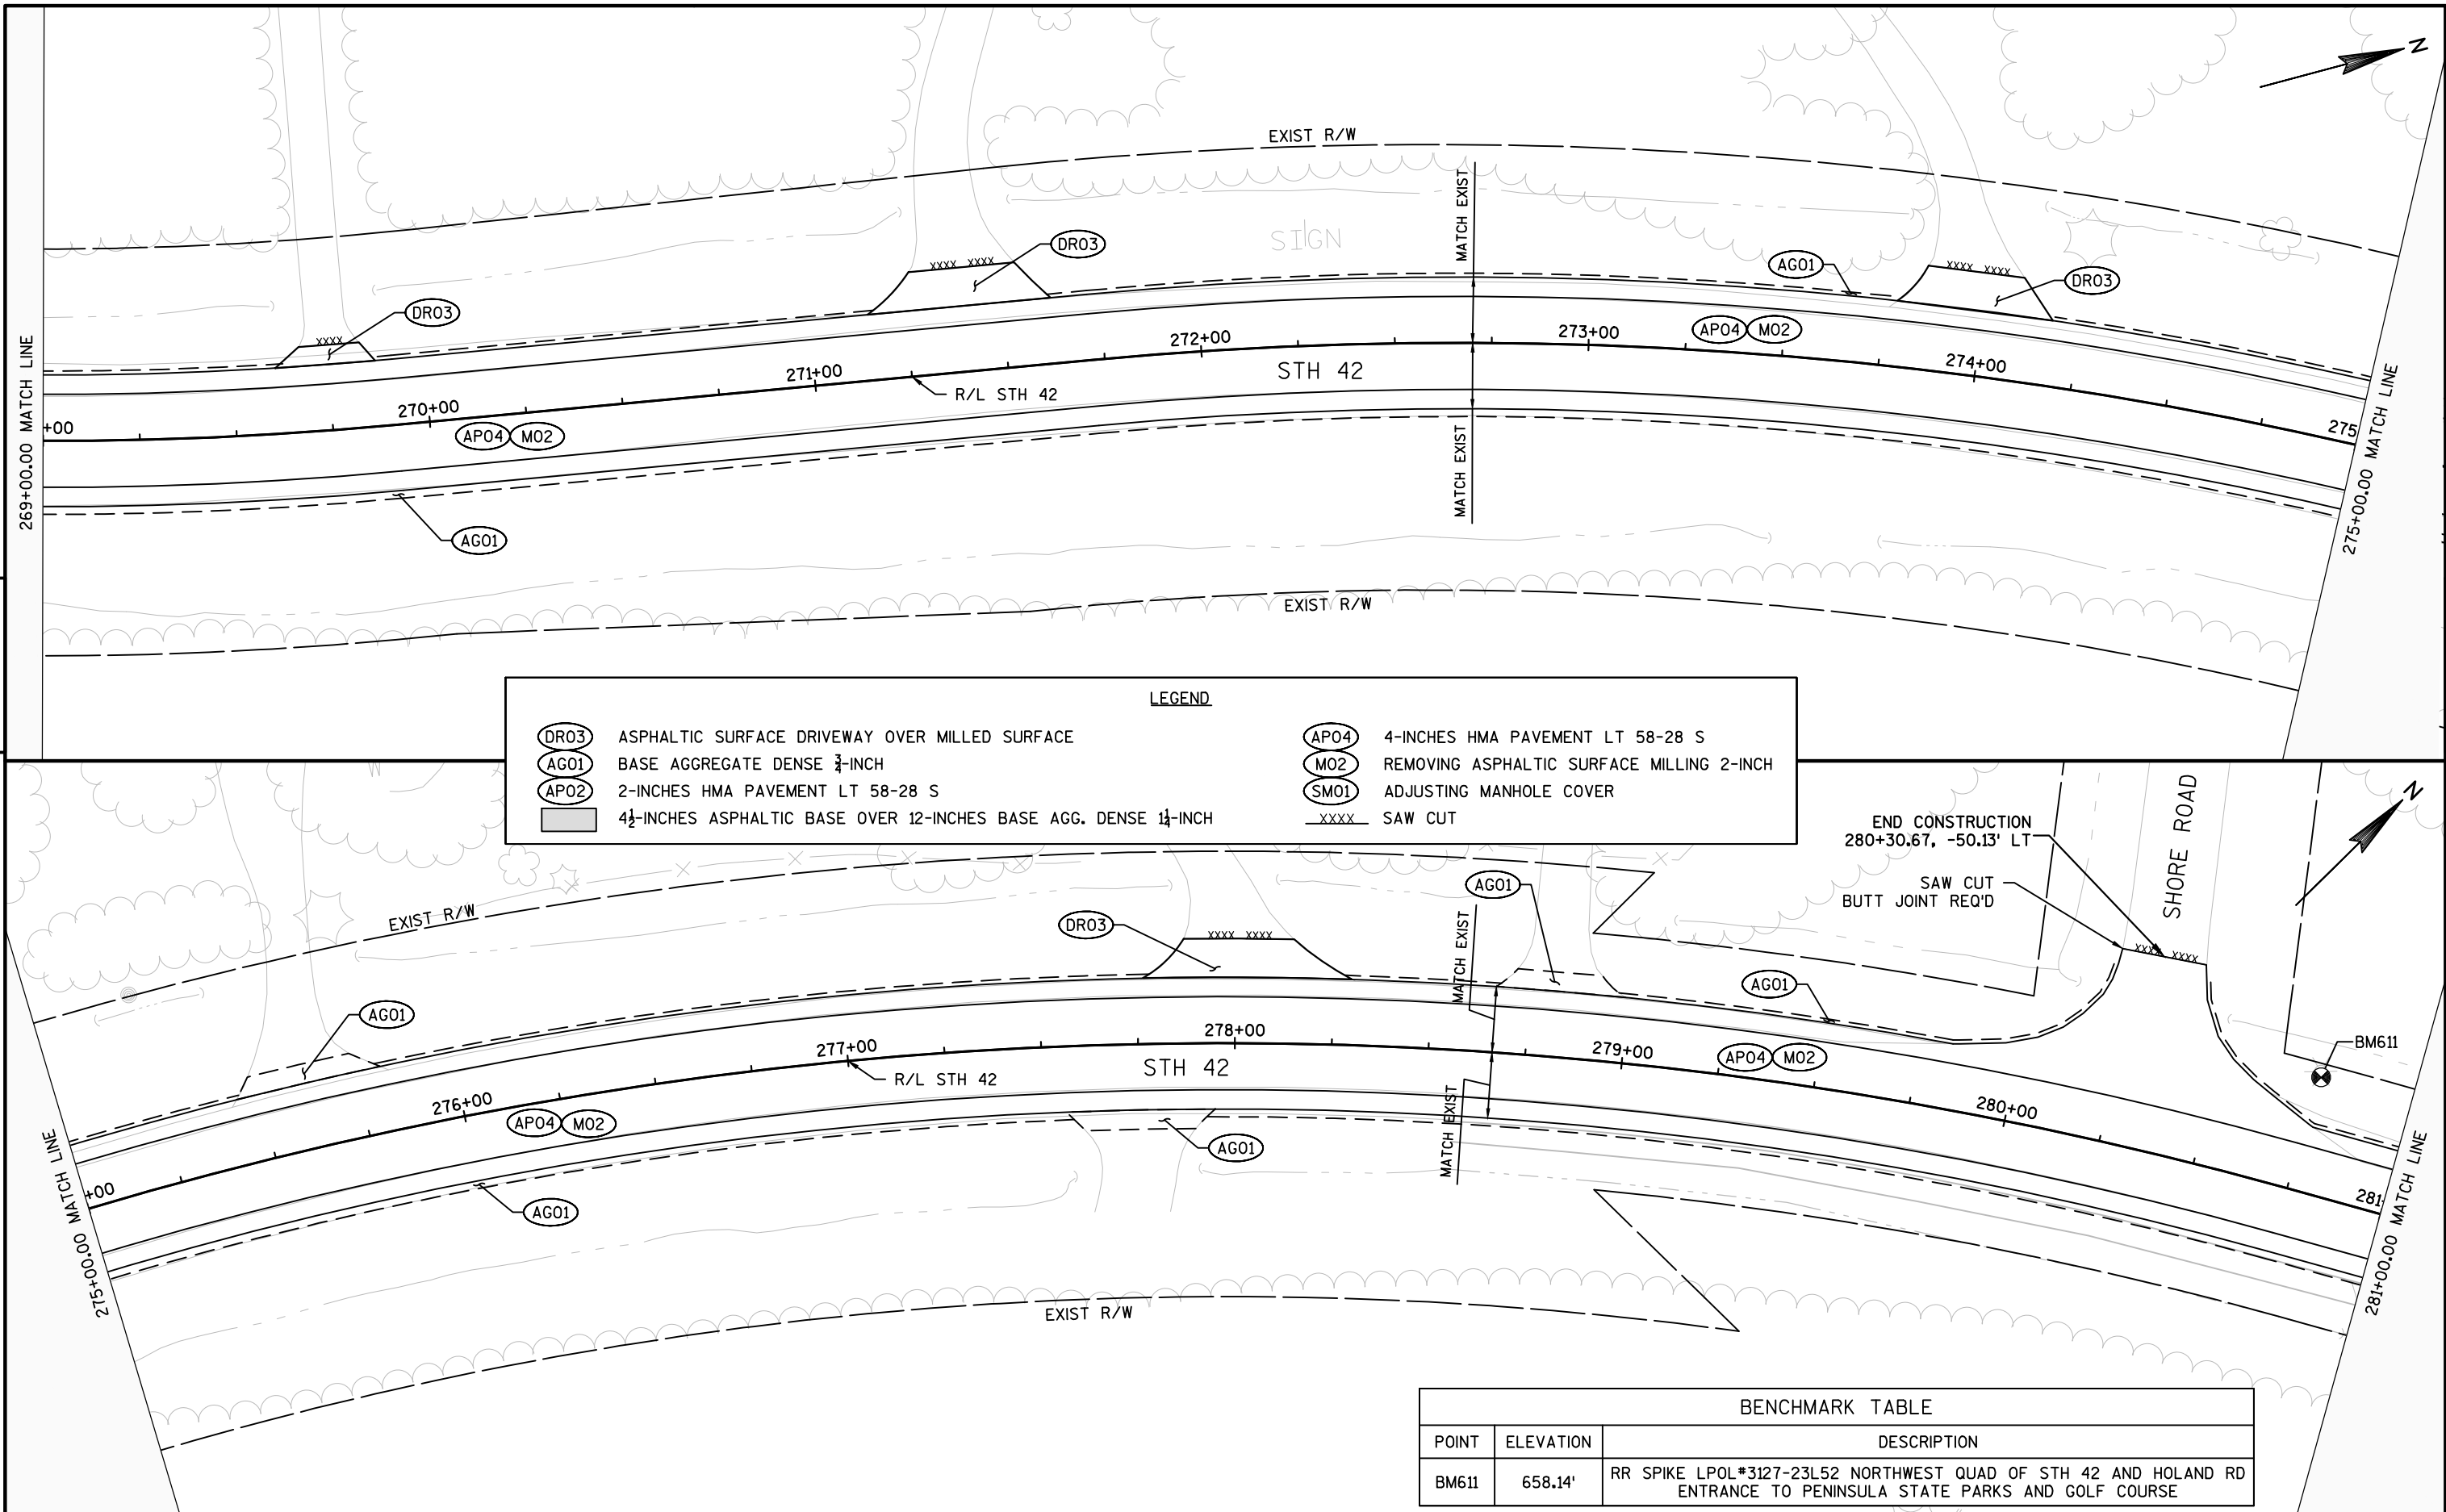 N
EXIST R/W
MATCH EXIST
SIGN
DR03
AG01
DR03
DR03
269+00.00 MATCH LINE
+00
270+00
271+00
272+00
273+00
274+00
275
AP04 M02
STH 42
R/L STH 42
AP04 M02
AG01
MATCH EXIST
275+00.00 MATCH LINE
EXIST R/W
LEGEND
DR03 ASPHALTIC SURFACE DRIVEWAY OVER MILLED SURFACE
AG01 BASE AGGREGATE DENSE 3/4-INCH
AP02 2-INCHES HMA PAVEMENT LT 58-28 S
4 1/2-INCHES ASPHALTIC BASE OVER 12-INCHES BASE AGG. DENSE 1 1/4-INCH
AP04 4-INCHES HMA PAVEMENT LT 58-28 S
M02 REMOVING ASPHALTIC SURFACE MILLING 2-INCH
SM01 ADJUSTING MANHOLE COVER
XXXX SAW CUT
N
SHORE ROAD
END CONSTRUCTION
280+30.67, -50.13' LT
SAW CUT
BUTT JOINT REQ'D
EXIST R/W
AG01
DR03
MATCH EXIST
AG01
AG01
BM611
275+00.00 MATCH LINE
+00
276+00
277+00
278+00
279+00
280+00
281
R/L STH 42
STH 42
AP04 M02
AP04 M02
AG01
AG01
MATCH EXIST
281+00.00 MATCH LINE
EXIST R/W
BENCHMARK TABLE
POINT ELEVATION DESCRIPTION
BM611 658.14' RR SPIKE LPOL#3127-23L52 NORTHWEST QUAD OF STH 42 AND HOLAND RD
ENTRANCE TO PENINSULA STATE PARKS AND GOLF COURSE